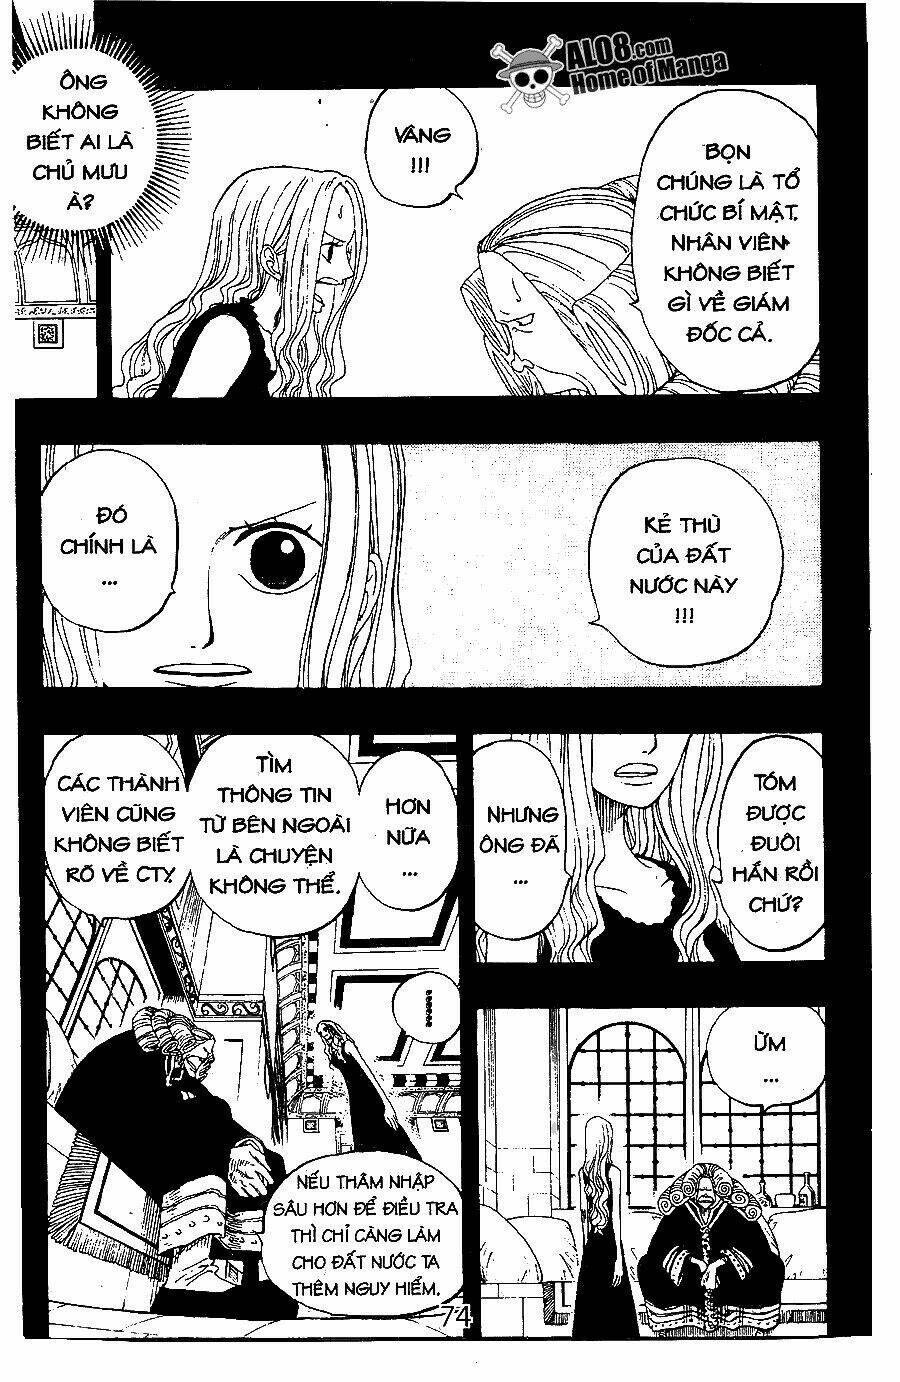 AL08.com
Home of Manga
BỌN
CHÚNG LÀ TỔ
CHỨC BÍ MẬT.
NHÂN VIÊN
KHÔNG BIẾT
GÌ VỀ GIÁM
ĐỐC CẢ.
VÂNG
!!!
ÔNG
KHÔNG
BIẾT AI LÀ
CHỦ MƯU
À?
KẺ THÙ
CỦA ĐẤT
NƯỚC NÀY
!!!
ĐÓ
CHÍNH LÀ
...
TÓM
ĐƯỢC
ĐUÔI
HẮN RỒI
CHỨ?
NHƯNG
ÔNG ĐÃ
...
ỪM
...
HƠN
NỮA
...
TÌM
THÔNG TIN
TỪ BÊN NGOÀI
LÀ CHUYỆN
KHÔNG THỂ.
CÁC THÀNH
VIÊN CŨNG
KHÔNG BIẾT
RÕ VỀ CTY.
......
NẾU THÂM NHẬP
SÂU HƠN ĐỂ ĐIỀU TRA
THÌ CHỈ CÀNG LÀM
CHO ĐẤT NƯỚC TA
THÊM NGUY HIỂM.
74